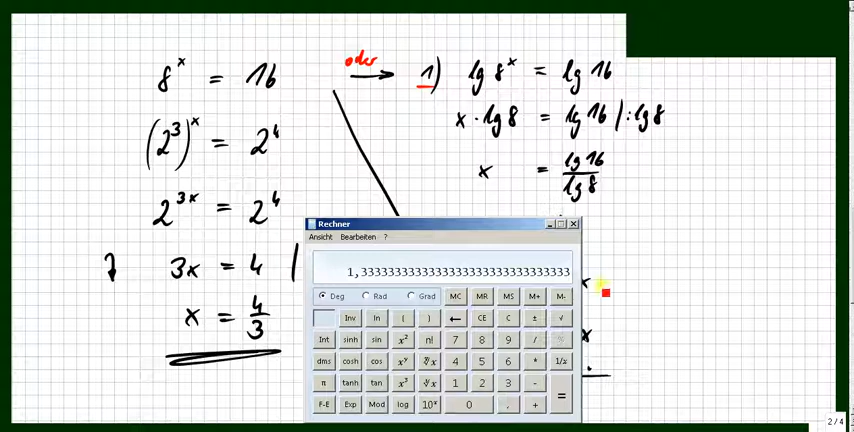 8^x = 16
(2^3)^x = 2^4
2^{3x} = 2^4
3x = 4 |
x = 4/3
oder
1) lg 8^x = lg 16
x · lg 8 = lg 16 | : lg 8
x = lg 16 / lg 8
Rechner
Ansicht Bearbeiten ?
1,33333333333333333333333333333333
Deg Rad Grad MC MR MS M+ M-
Inv ln ( ) ← CE C ± √
Int sinh sin x² n! 7 8 9 / %
dms cosh cos x^y ʸ√x 4 5 6 * 1/x
π tanh tan x³ ³√x 1 2 3 - =
F-E Exp Mod log 10^x 0 , +
x
x
2 / 4